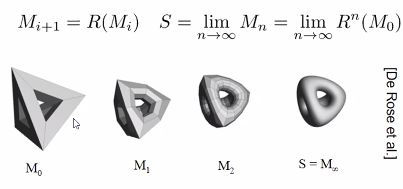 M_{i+1} = R(M_i)   S = lim_{n→∞} M_n = lim_{n→∞} R^n(M_0)
[De Rose et al.]
M_0   M_1   M_2   S = M_∞